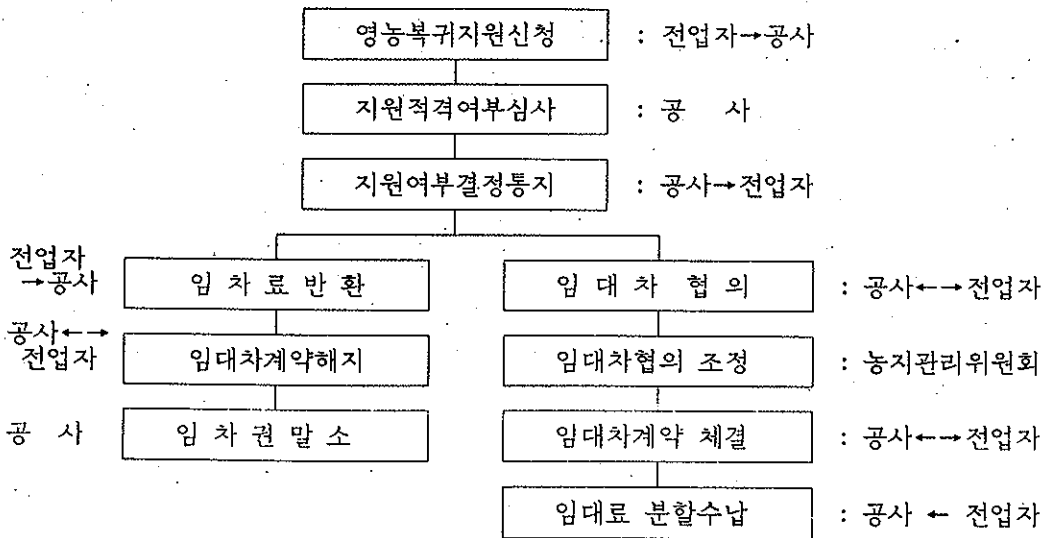 영농복귀지원신청 : 전업자→공사
지원적격여부심사 : 공 사
지원여부결정통지 : 공사→전업자
전업자
→공사 임 차 료 반 환 임 대 차 협 의 : 공사←→전업자
공사←→
전업자 임대차계약해지 임대차협의 조정 : 농지관리위원회
공 사 임 차 권 말 소 임대차계약 체결 : 공사←→전업자
임대료 분할수납 : 공사 ← 전업자